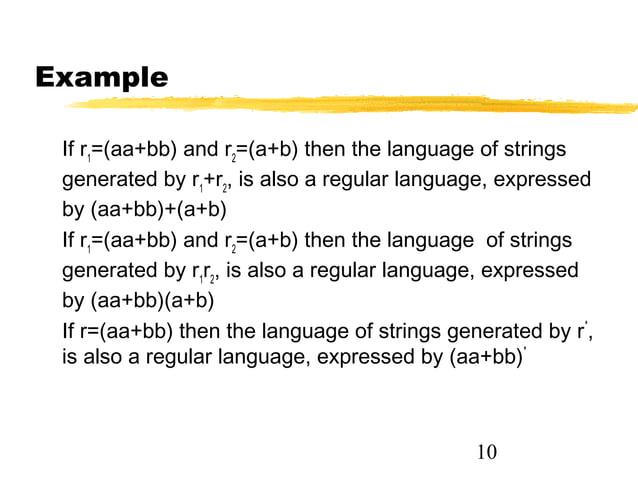 Example
If r₁=(aa+bb) and r₂=(a+b) then the language of strings
generated by r₁+r₂, is also a regular language, expressed
by (aa+bb)+(a+b)
If r₁=(aa+bb) and r₂=(a+b) then the language of strings
generated by r₁r₂, is also a regular language, expressed
by (aa+bb)(a+b)
If r=(aa+bb) then the language of strings generated by r*,
is also a regular language, expressed by (aa+bb)*
10